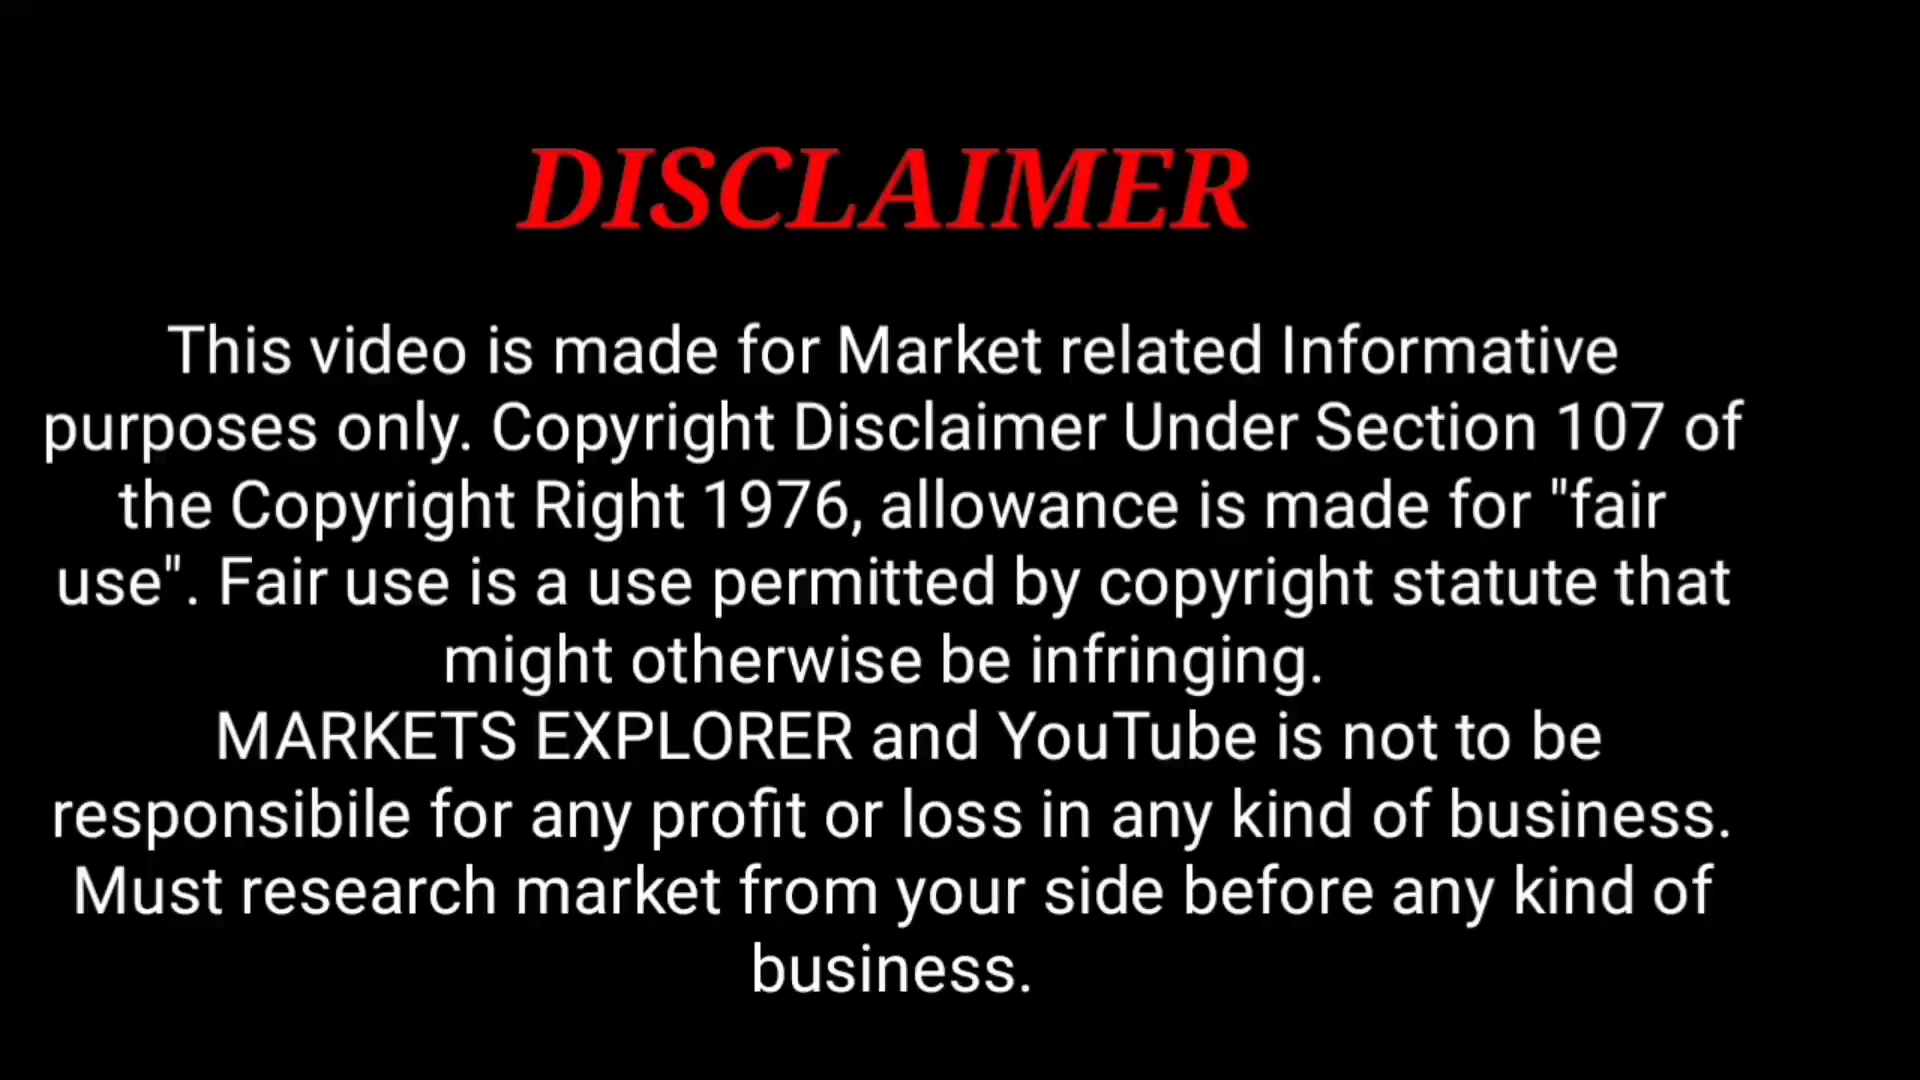 DISCLAIMER
This video is made for Market related Informative
purposes only. Copyright Disclaimer Under Section 107 of
the Copyright Right 1976, allowance is made for "fair
use". Fair use is a use permitted by copyright statute that
might otherwise be infringing.
MARKETS EXPLORER and YouTube is not to be
responsibile for any profit or loss in any kind of business.
Must research market from your side before any kind of
business.